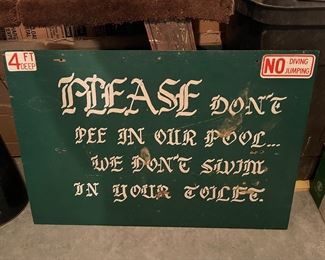 4 FT
DEEP
NO DIVING
JUMPING
PLEASE DON'T
PEE IN OUR POOL...
WE DON'T SWIM
IN YOUR TOILET.